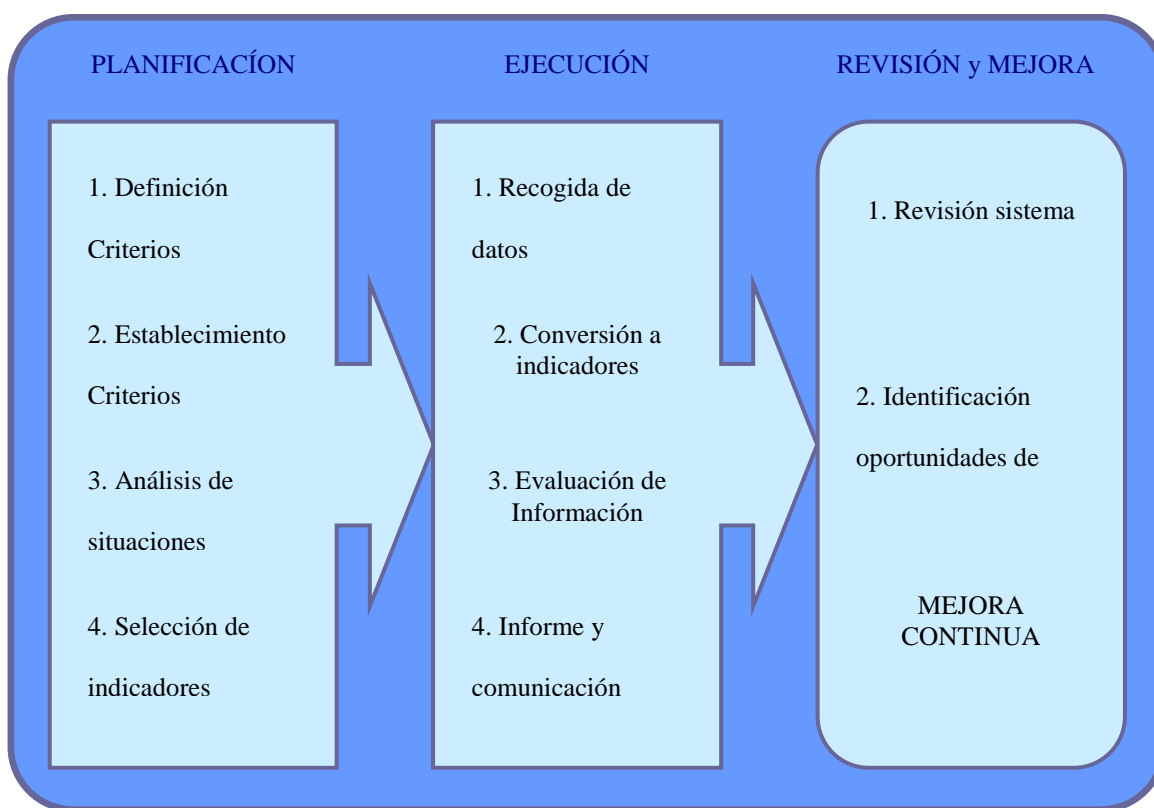 PLANIFICACÍON
EJECUCIÓN
REVISIÓN y MEJORA
1. Definición
Criterios
2. Establecimiento
Criterios
3. Análisis de
situaciones
4. Selección de
indicadores
1. Recogida de
datos
2. Conversión a
indicadores
3. Evaluación de
Información
4. Informe y
comunicación
1. Revisión sistema
2. Identificación
oportunidades de
MEJORA
CONTINUA